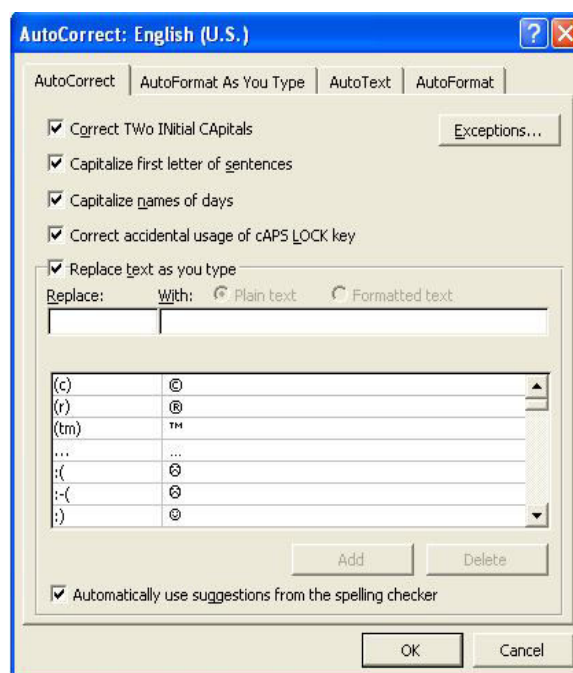 AutoCorrect: English (U.S.)
AutoCorrect AutoFormat As You Type AutoText AutoFormat
Correct TWo INitial CApitals Exceptions...
Capitalize first letter of sentences
Capitalize names of days
Correct accidental usage of cAPS LOCK key
Replace text as you type
Replace: With: Plain text Formatted text
(c) ©
(r) ®
(tm) ™
... ...
:( ☹
:-( ☹
:) ☺
Add Delete
Automatically use suggestions from the spelling checker
OK Cancel